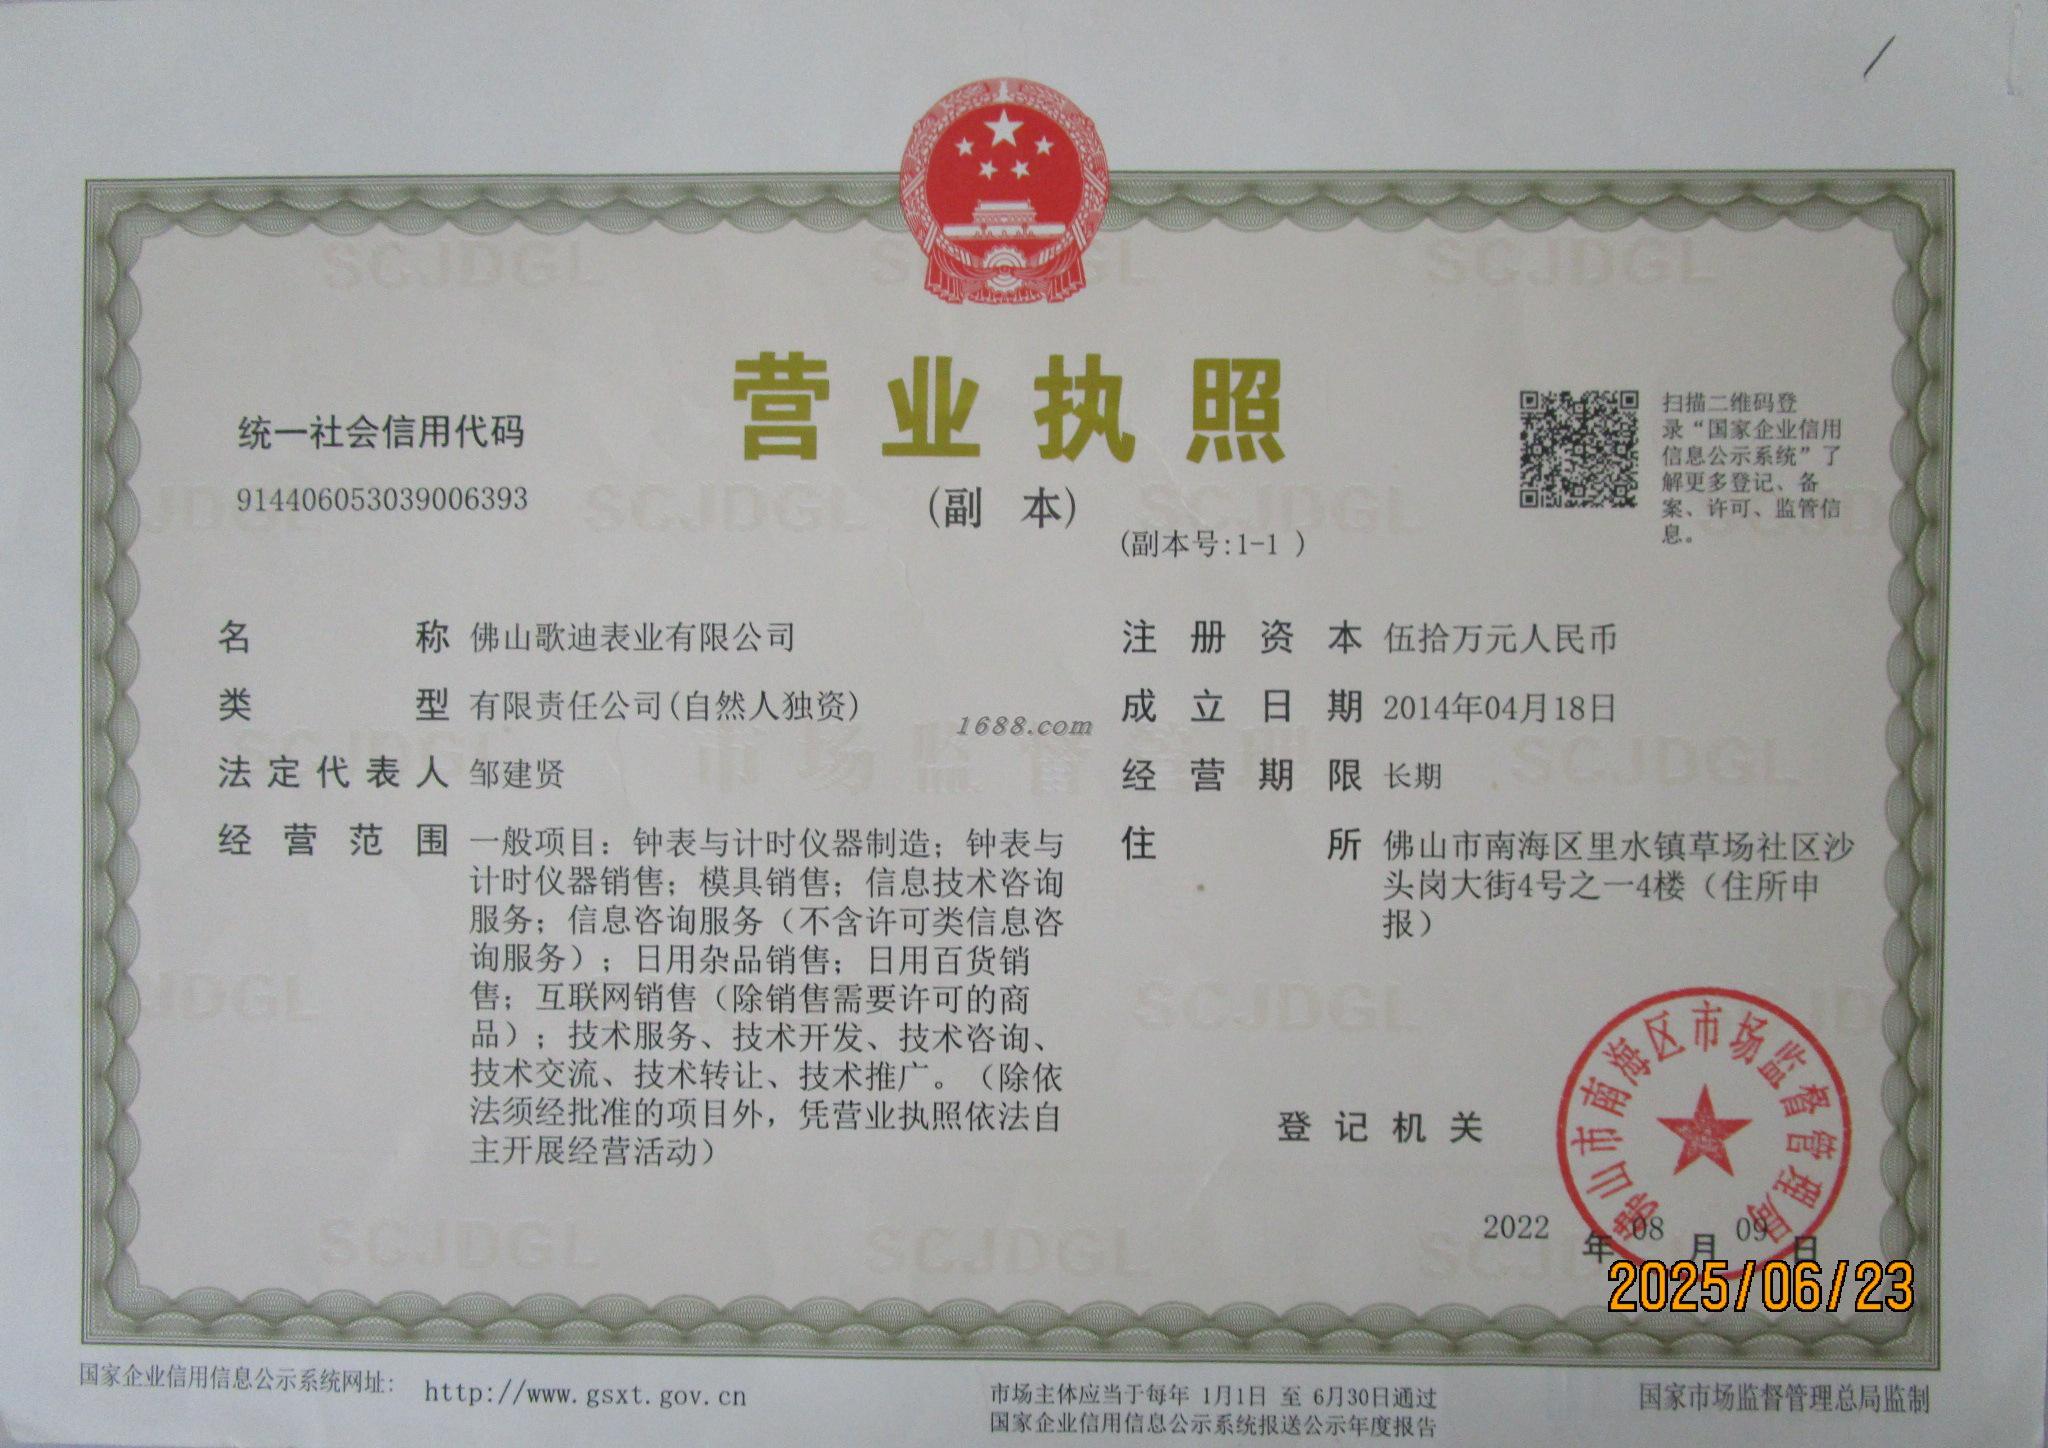 营业执照
(副 本)
(副本号:1-1 )
统一社会信用代码
914406053039006393
扫描二维码登
录“国家企业信用
信息公示系统”了
解更多登记、备
案、许可、监管信
息。
名 称 佛山歌迪表业有限公司
类 型 有限责任公司(自然人独资)
法定代表人 邹建贤
经营范围 一般项目：钟表与计时仪器制造；钟表与
计时仪器销售；模具销售；信息技术咨询
服务；信息咨询服务（不含许可类信息咨
询服务）；日用杂品销售；日用百货销
售；互联网销售（除销售需要许可的商
品）；技术服务、技术开发、技术咨询、
技术交流、技术转让、技术推广。（除依
法须经批准的项目外，凭营业执照依法自
主开展经营活动）
注册资本 伍拾万元人民币
成立日期 2014年04月18日
经营期限 长期
住 所 佛山市南海区里水镇草场社区沙
头岗大街4号之一4楼（住所申
报）
1688.com
SCJDGL
市场监督管理
登记机关
佛山市南海区市场监督管理局
2022年08月09日
2025/06/23
国家企业信用信息公示系统网址： http://www.gsxt.gov.cn
市场主体应当于每年 1月1日 至 6月30日通过
国家企业信用信息公示系统报送公示年度报告
国家市场监督管理总局监制